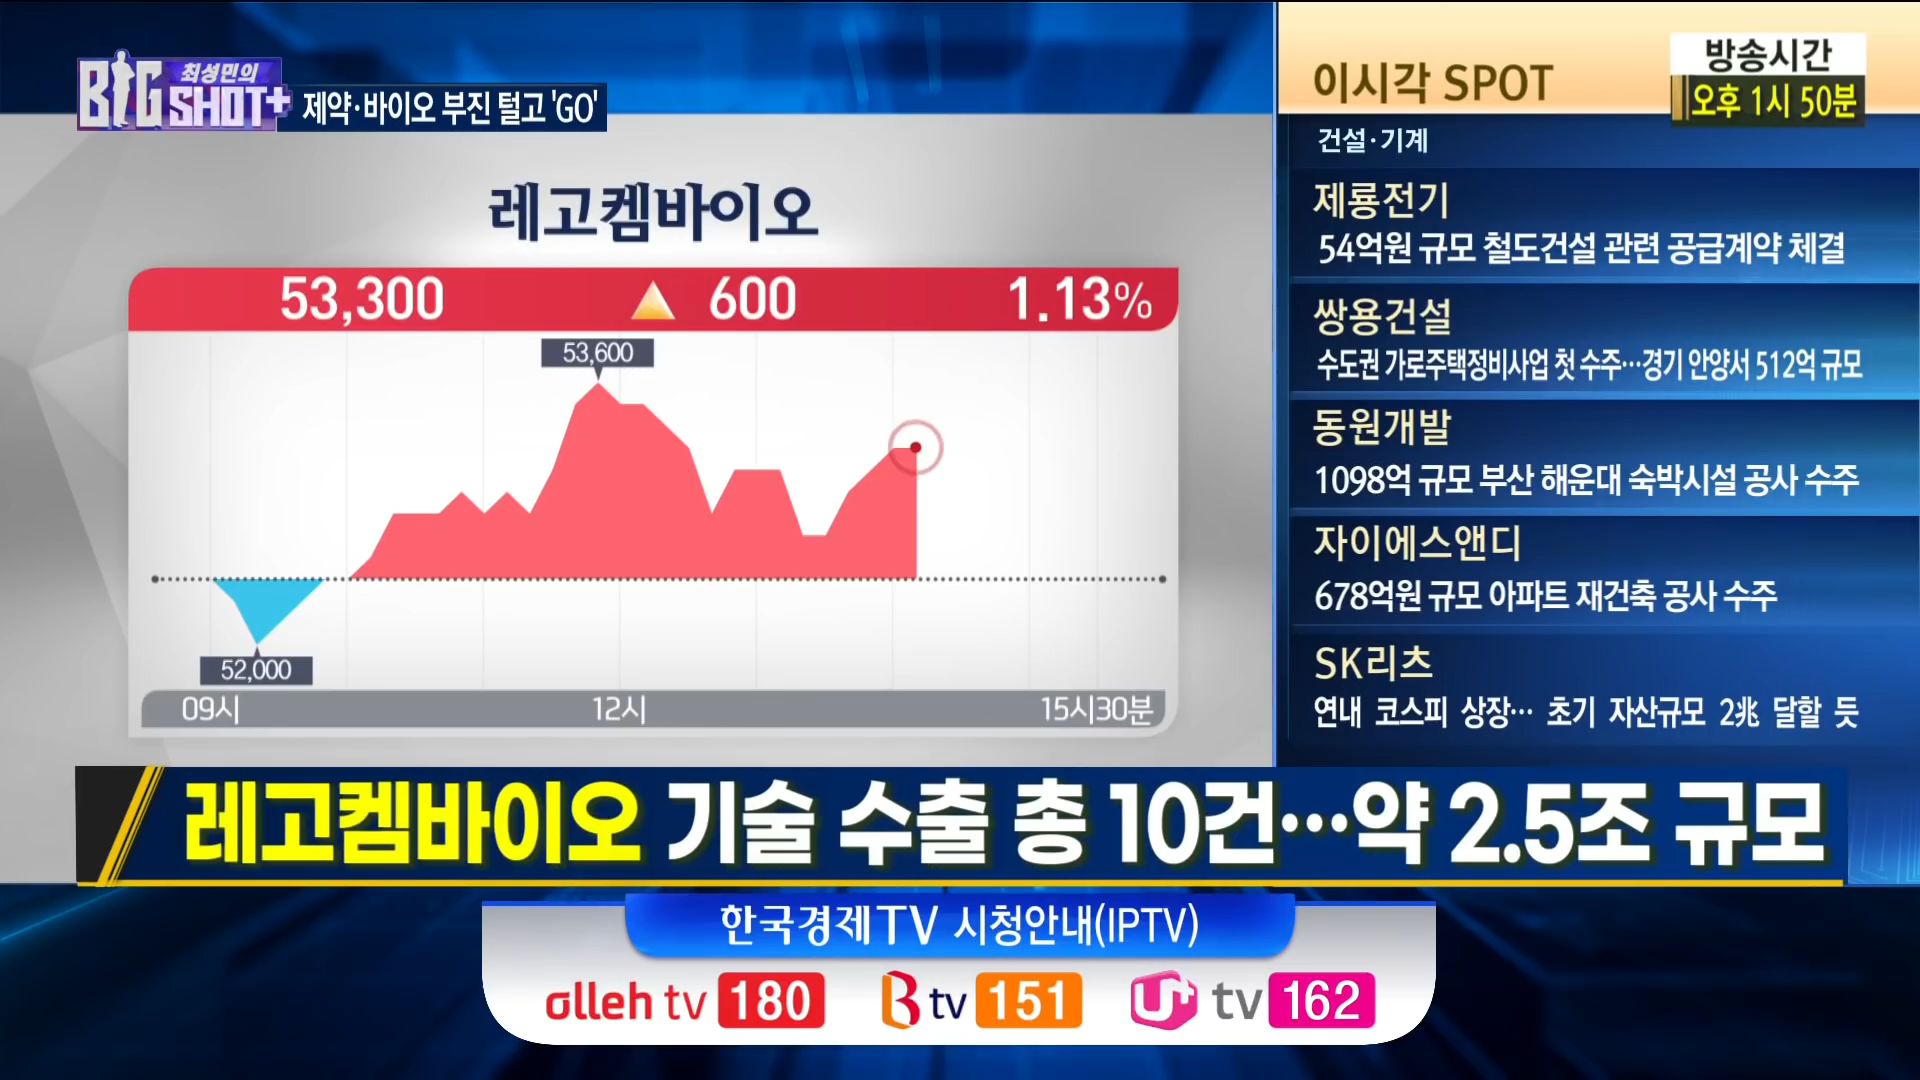 BIG
최성민의
SHOT+
제약·바이오 부진 털고 'GO'
레고켐바이오
53,300 ▲ 600 1.13%
53,600
52,000
09시 12시 15시30분
이시각 SPOT
방송시간
오후 1시 50분
건설·기계
제룡전기
54억원 규모 철도건설 관련 공급계약 체결
쌍용건설
수도권 가로주택정비사업 첫 수주…경기 안양서 512억 규모
동원개발
1098억 규모 부산 해운대 숙박시설 공사 수주
자이에스앤디
678억원 규모 아파트 재건축 공사 수주
SK리츠
연내 코스피 상장… 초기 자산규모 2兆 달할 듯
레고켐바이오 기술 수출 총 10건…약 2.5조 규모
한국경제TV 시청안내(IPTV)
olleh tv 180 B tv 151 U+ tv 162